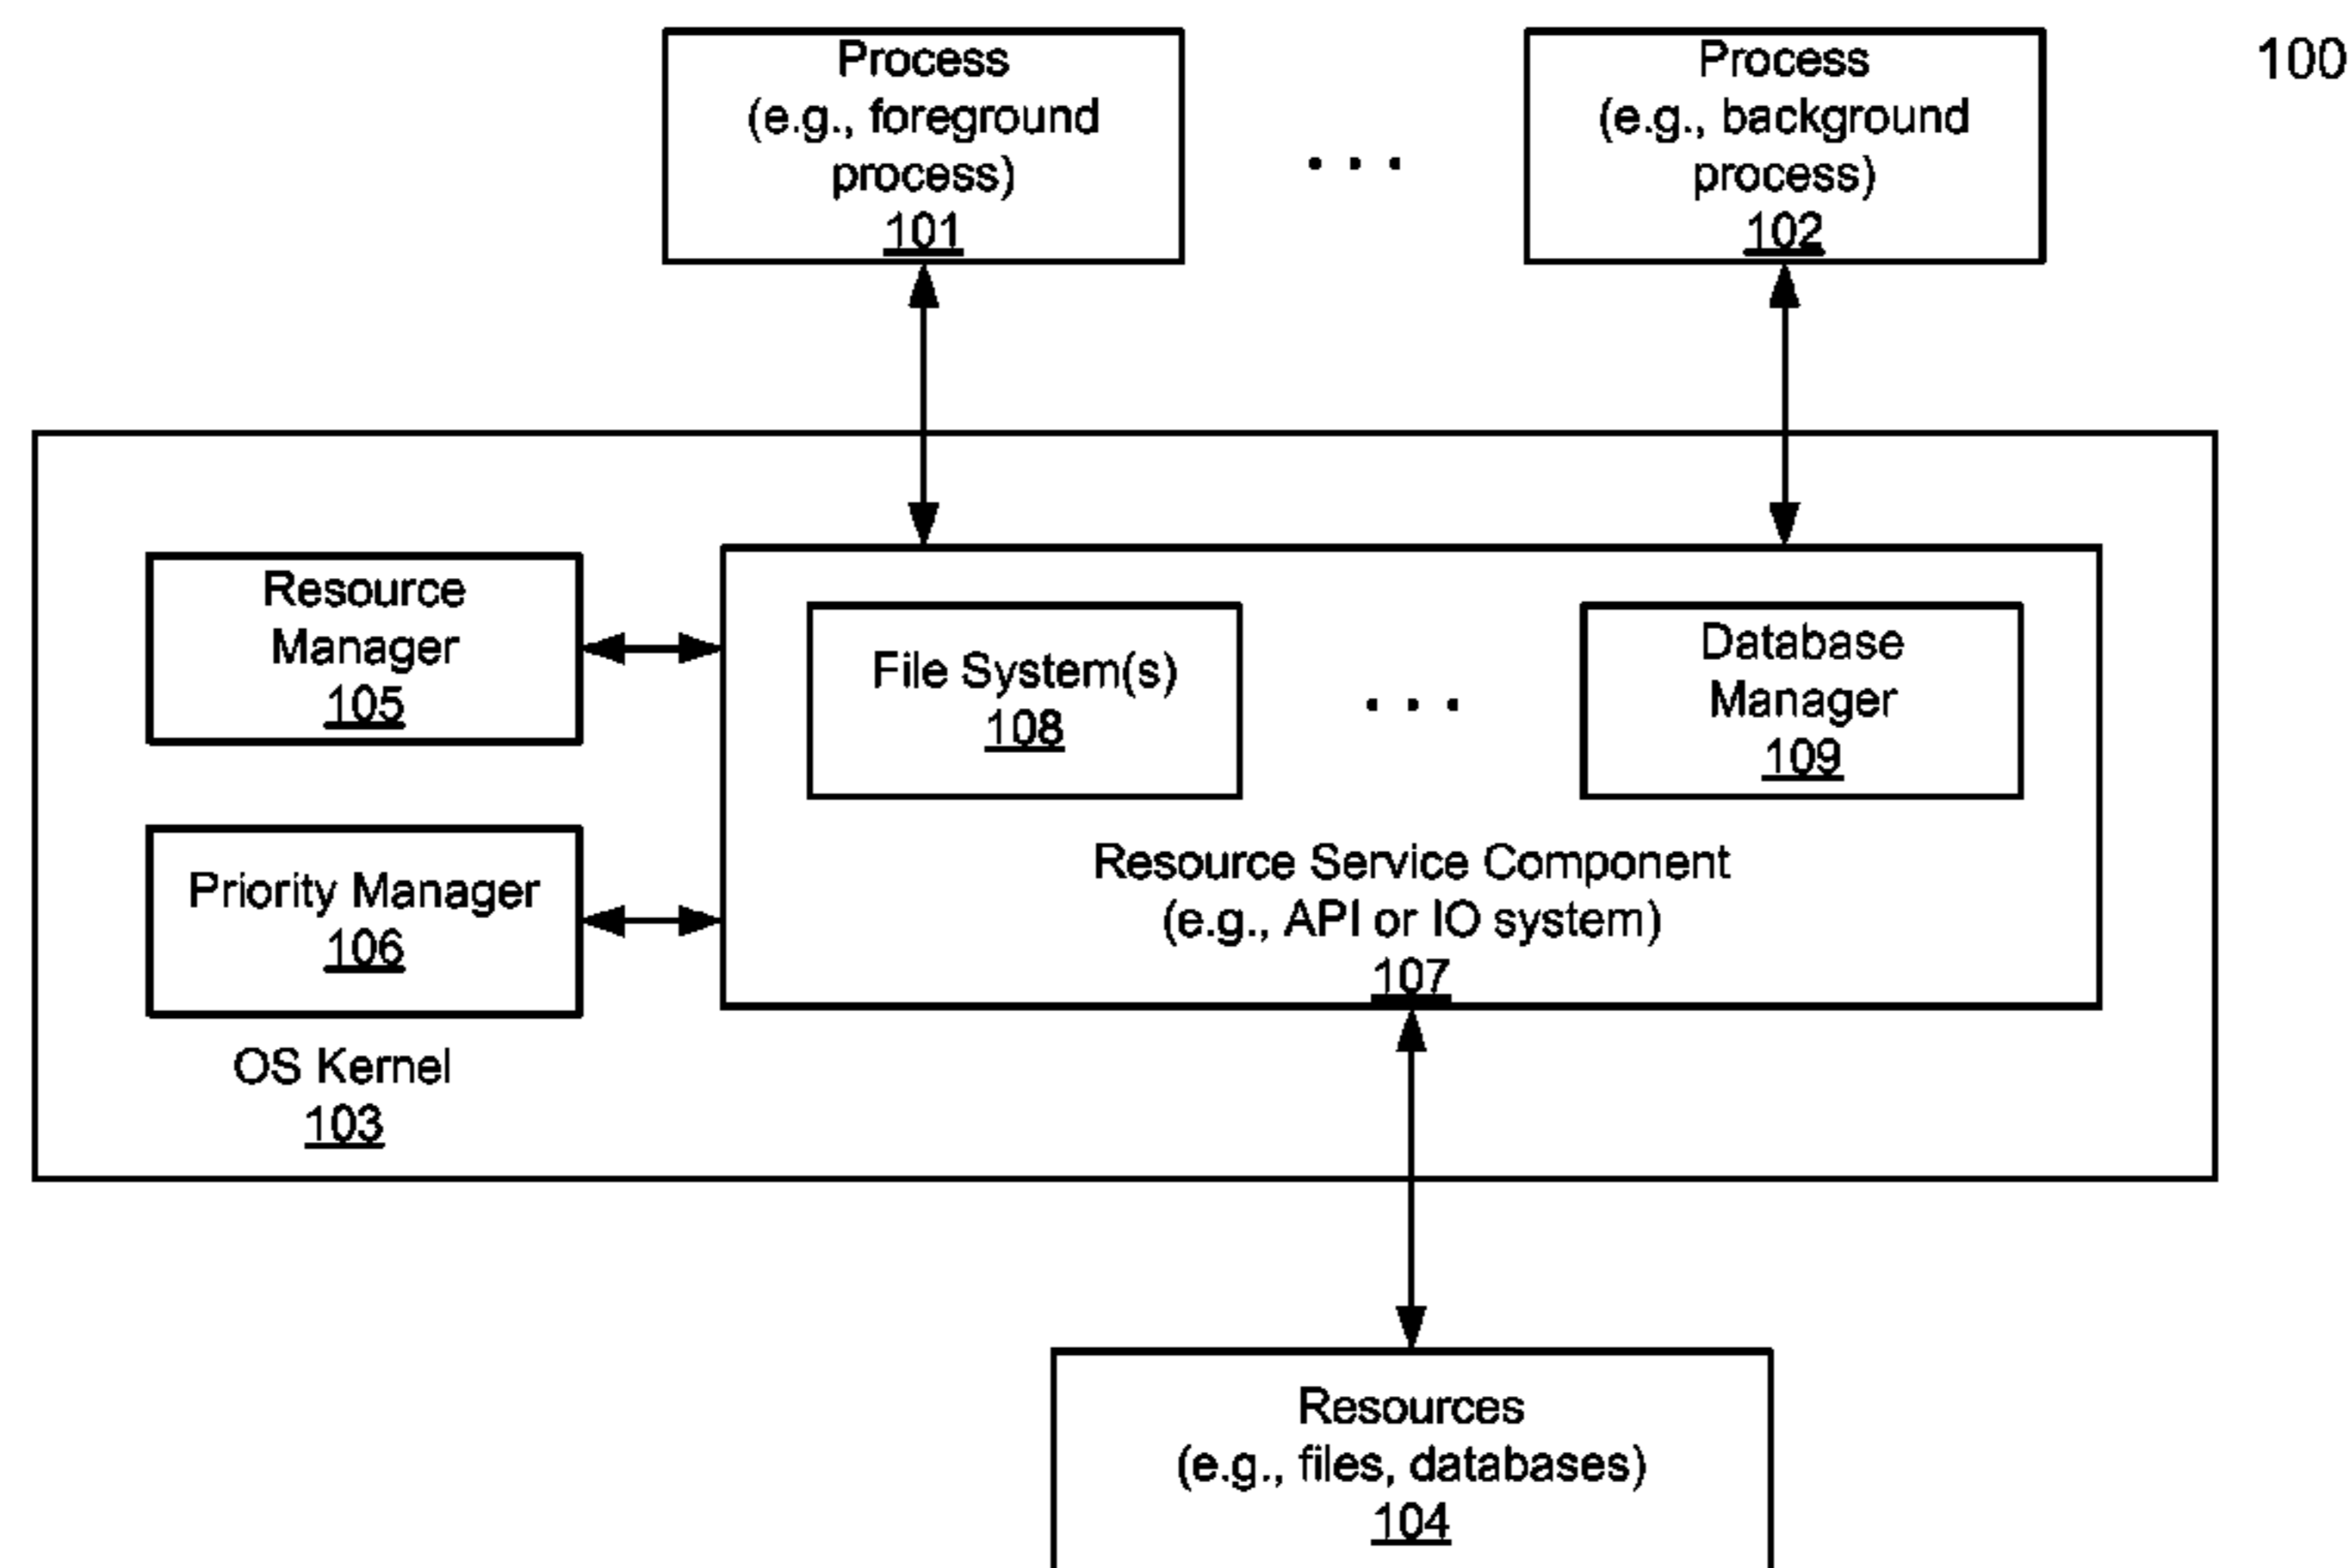 100
Process
(e.g., foreground
process)
101
. . .
Process
(e.g., background
process)
102
Resource
Manager
105
Priority Manager
106
OS Kernel
103
File System(s)
108
. . .
Database
Manager
109
Resource Service Component
(e.g., API or IO system)
107
Resources
(e.g., files, databases)
104